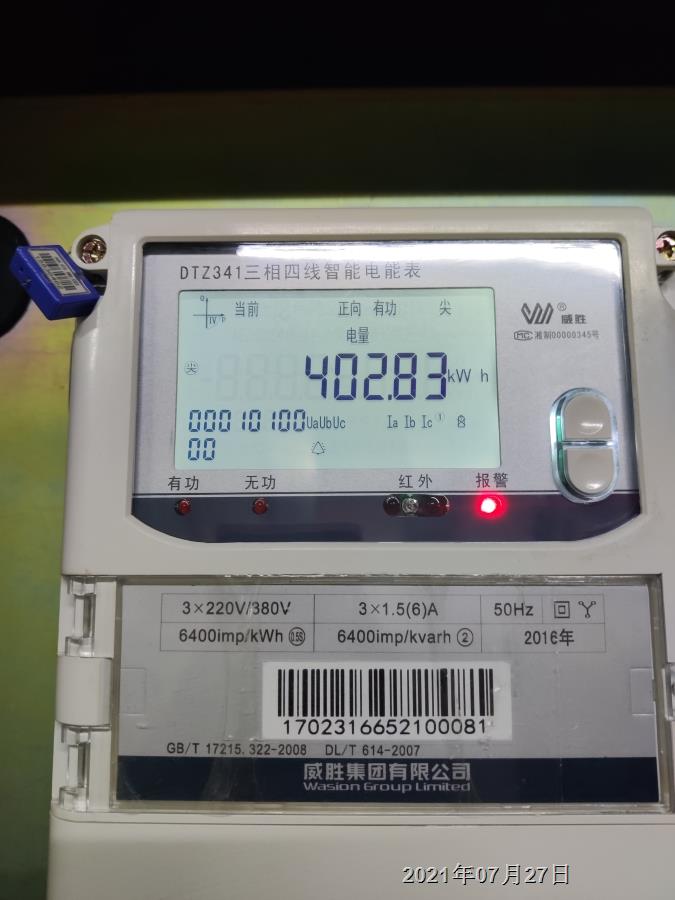 DTZ341三相四线智能电能表
当前 正向 有功 尖
电量
威胜®
MC 湘制00000345号
尖 402.83 kWh
00010100 UaUbUc Ia Ib Ic ①
00
有功 无功 红外 报警
3×220V/380V 3×1.5(6)A 50Hz
6400imp/kWh 0.5S 6400imp/kvarh ② 2016年
1702316652100081
GB/T 17215.322-2008 DL/T 614-2007
威胜集团有限公司
Wasion Group Limited
2021年07月27日